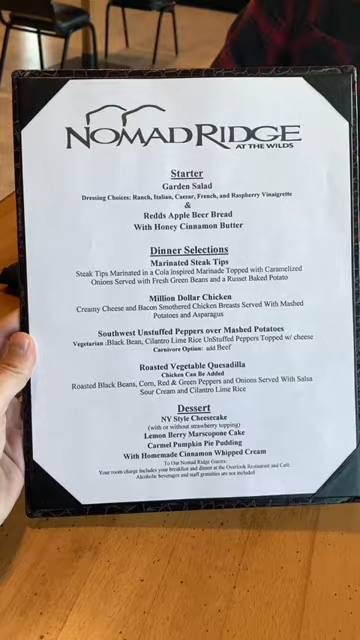 NOMAD RIDGE
AT THE WILDS
Starter
Garden Salad
Dressing Choices: Ranch, Italian, Caesar, French, and Raspberry Vinaigrette
&
Redds Apple Beer Bread
With Honey Cinnamon Butter
Dinner Selections
Marinated Steak Tips
Steak Tips Marinated in a Cola inspired Marinade Topped with Caramelized
Onions Served with Fresh Green Beans and a Russet Baked Potato
Million Dollar Chicken
Creamy Cheese and Bacon Smothered Chicken Breasts Served With Mashed
Potatoes and Asparagus
Southwest Unstuffed Peppers over Mashed Potatoes
Vegetarian :Black Bean, Cilantro Lime Rice UnStuffed Peppers Topped w/ cheese
Carnivore Option: add Beef
Roasted Vegetable Quesadilla
Chicken Can Be Added
Roasted Black Beans, Corn, Red & Green Peppers and Onions Served With Salsa
Sour Cream and Cilantro Lime Rice
Dessert
NY Style Cheesecake
(with or without strawberry topping)
Lemon Berry Marscopone Cake
Carmel Pumpkin Pie Pudding
With Homemade Cinnamon Whipped Cream
To Our Nomad Ridge Guests:
Your room charge includes your breakfast and dinner at the Overlook Restaurant and Café.
Alcoholic beverages and staff gratuities are not included